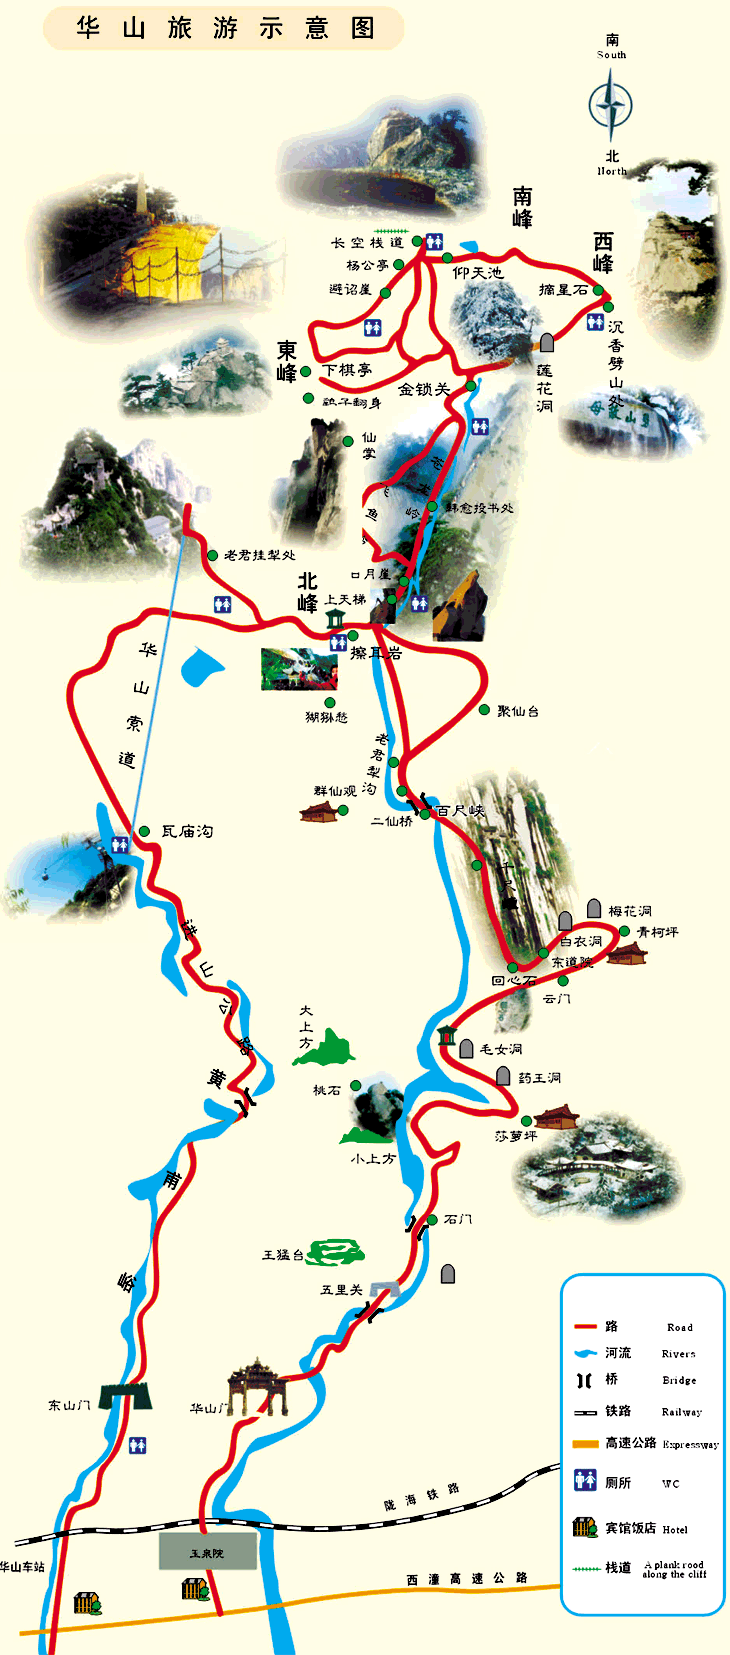 华山旅游示意图
南
South
北
North
南峰
西峰
长空栈道
杨公亭
仰天池
避诏崖
摘星石
沉香劈山处
莲花洞
東峰
下棋亭
金锁关
鹞子翻身
仙掌
苍龙岭
鱼
韩愈投书处
老君挂犁处
日月崖
北峰
上天梯
擦耳岩
华山索道
猢狲愁
聚仙台
老君犁沟
群仙观
二仙桥
百尺峡
瓦庙沟
千尺
梅花洞
白衣洞
青柯坪
东道院
回心石
云门
进山公路
大上方
毛女洞
药王洞
桃石
莎萝坪
小上方
黄甫峪
石门
王猛台
五里关
东山门
华山门
玉泉院
陇海铁路
华山车站
西潼高速公路
路 Road
河流 Rivers
桥 Bridge
铁路 Railway
高速公路 Expressway
厕所 WC
宾馆饭店 Hotel
栈道 A plank rood
along the cliff